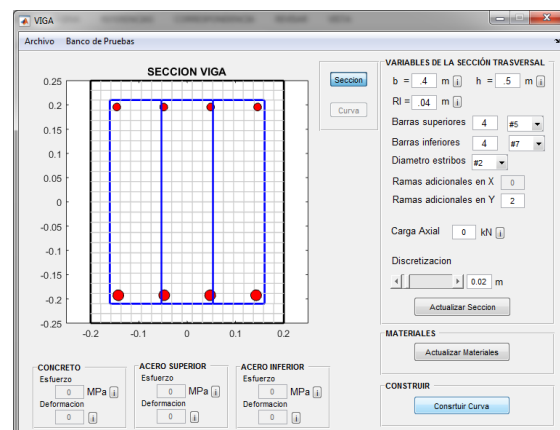 VIGA
Archivo Banco de Pruebas
SECCION VIGA
0.25
0.2
0.15
0.1
0.05
0
-0.05
-0.1
-0.15
-0.2
-0.25
-0.2 -0.1 0 0.1 0.2
Seccion
Curva
VARIABLES DE LA SECCIÓN TRASVERSAL
b = .4 m i h = .5 m i
Rl = .04 m i
Barras superiores 4 #5
Barras inferiores 4 #7
Diametro estribos #2
Ramas adicionales en X 0
Ramas adicionales en Y 2
Carga Axial 0 kN i
Discretizacion
0.02 m
Actualizar Seccion
MATERIALES
Actualizar Materiales
CONSTRUIR
Consrtuir Curva
CONCRETO
Esfuerzo
0 MPa i
Deformacion
0 i
ACERO SUPERIOR
Esfuerzo
0 MPa i
Deformacion
0 i
ACERO INFERIOR
Esfuerzo
0 MPa i
Deformacion
0 i